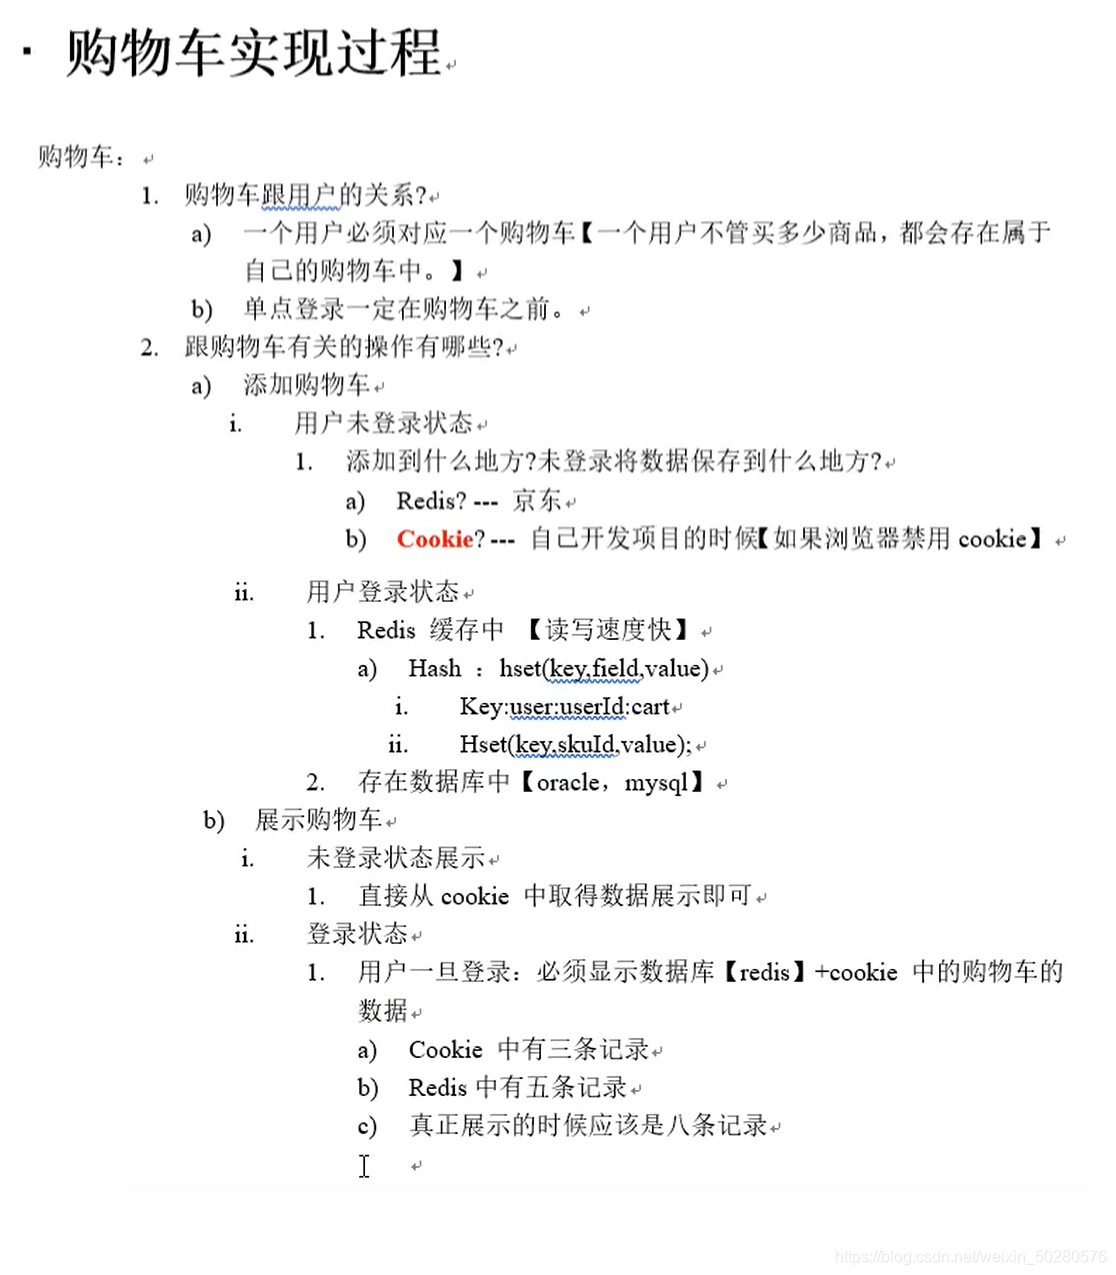 ▪ 购物车实现过程
购物车：
1. 购物车跟用户的关系?
a) 一个用户必须对应一个购物车【一个用户不管买多少商品，都会存在属于
自己的购物车中。】
b) 单点登录一定在购物车之前。
2. 跟购物车有关的操作有哪些?
a) 添加购物车
i. 用户未登录状态
1. 添加到什么地方?未登录将数据保存到什么地方?
a) Redis? --- 京东
b) Cookie? --- 自己开发项目的时候【如果浏览器禁用 cookie】
ii. 用户登录状态
1. Redis 缓存中 【读写速度快】
a) Hash ：hset(key,field,value)
i. Key:user:userId:cart
ii. Hset(key,skuId,value);
2. 存在数据库中【oracle，mysql】
b) 展示购物车
i. 未登录状态展示
1. 直接从 cookie 中取得数据展示即可
ii. 登录状态
1. 用户一旦登录：必须显示数据库【redis】+cookie 中的购物车的
数据
a) Cookie 中有三条记录
b) Redis 中有五条记录
c) 真正展示的时候应该是八条记录
https://blog.csdn.net/weixin_50280576